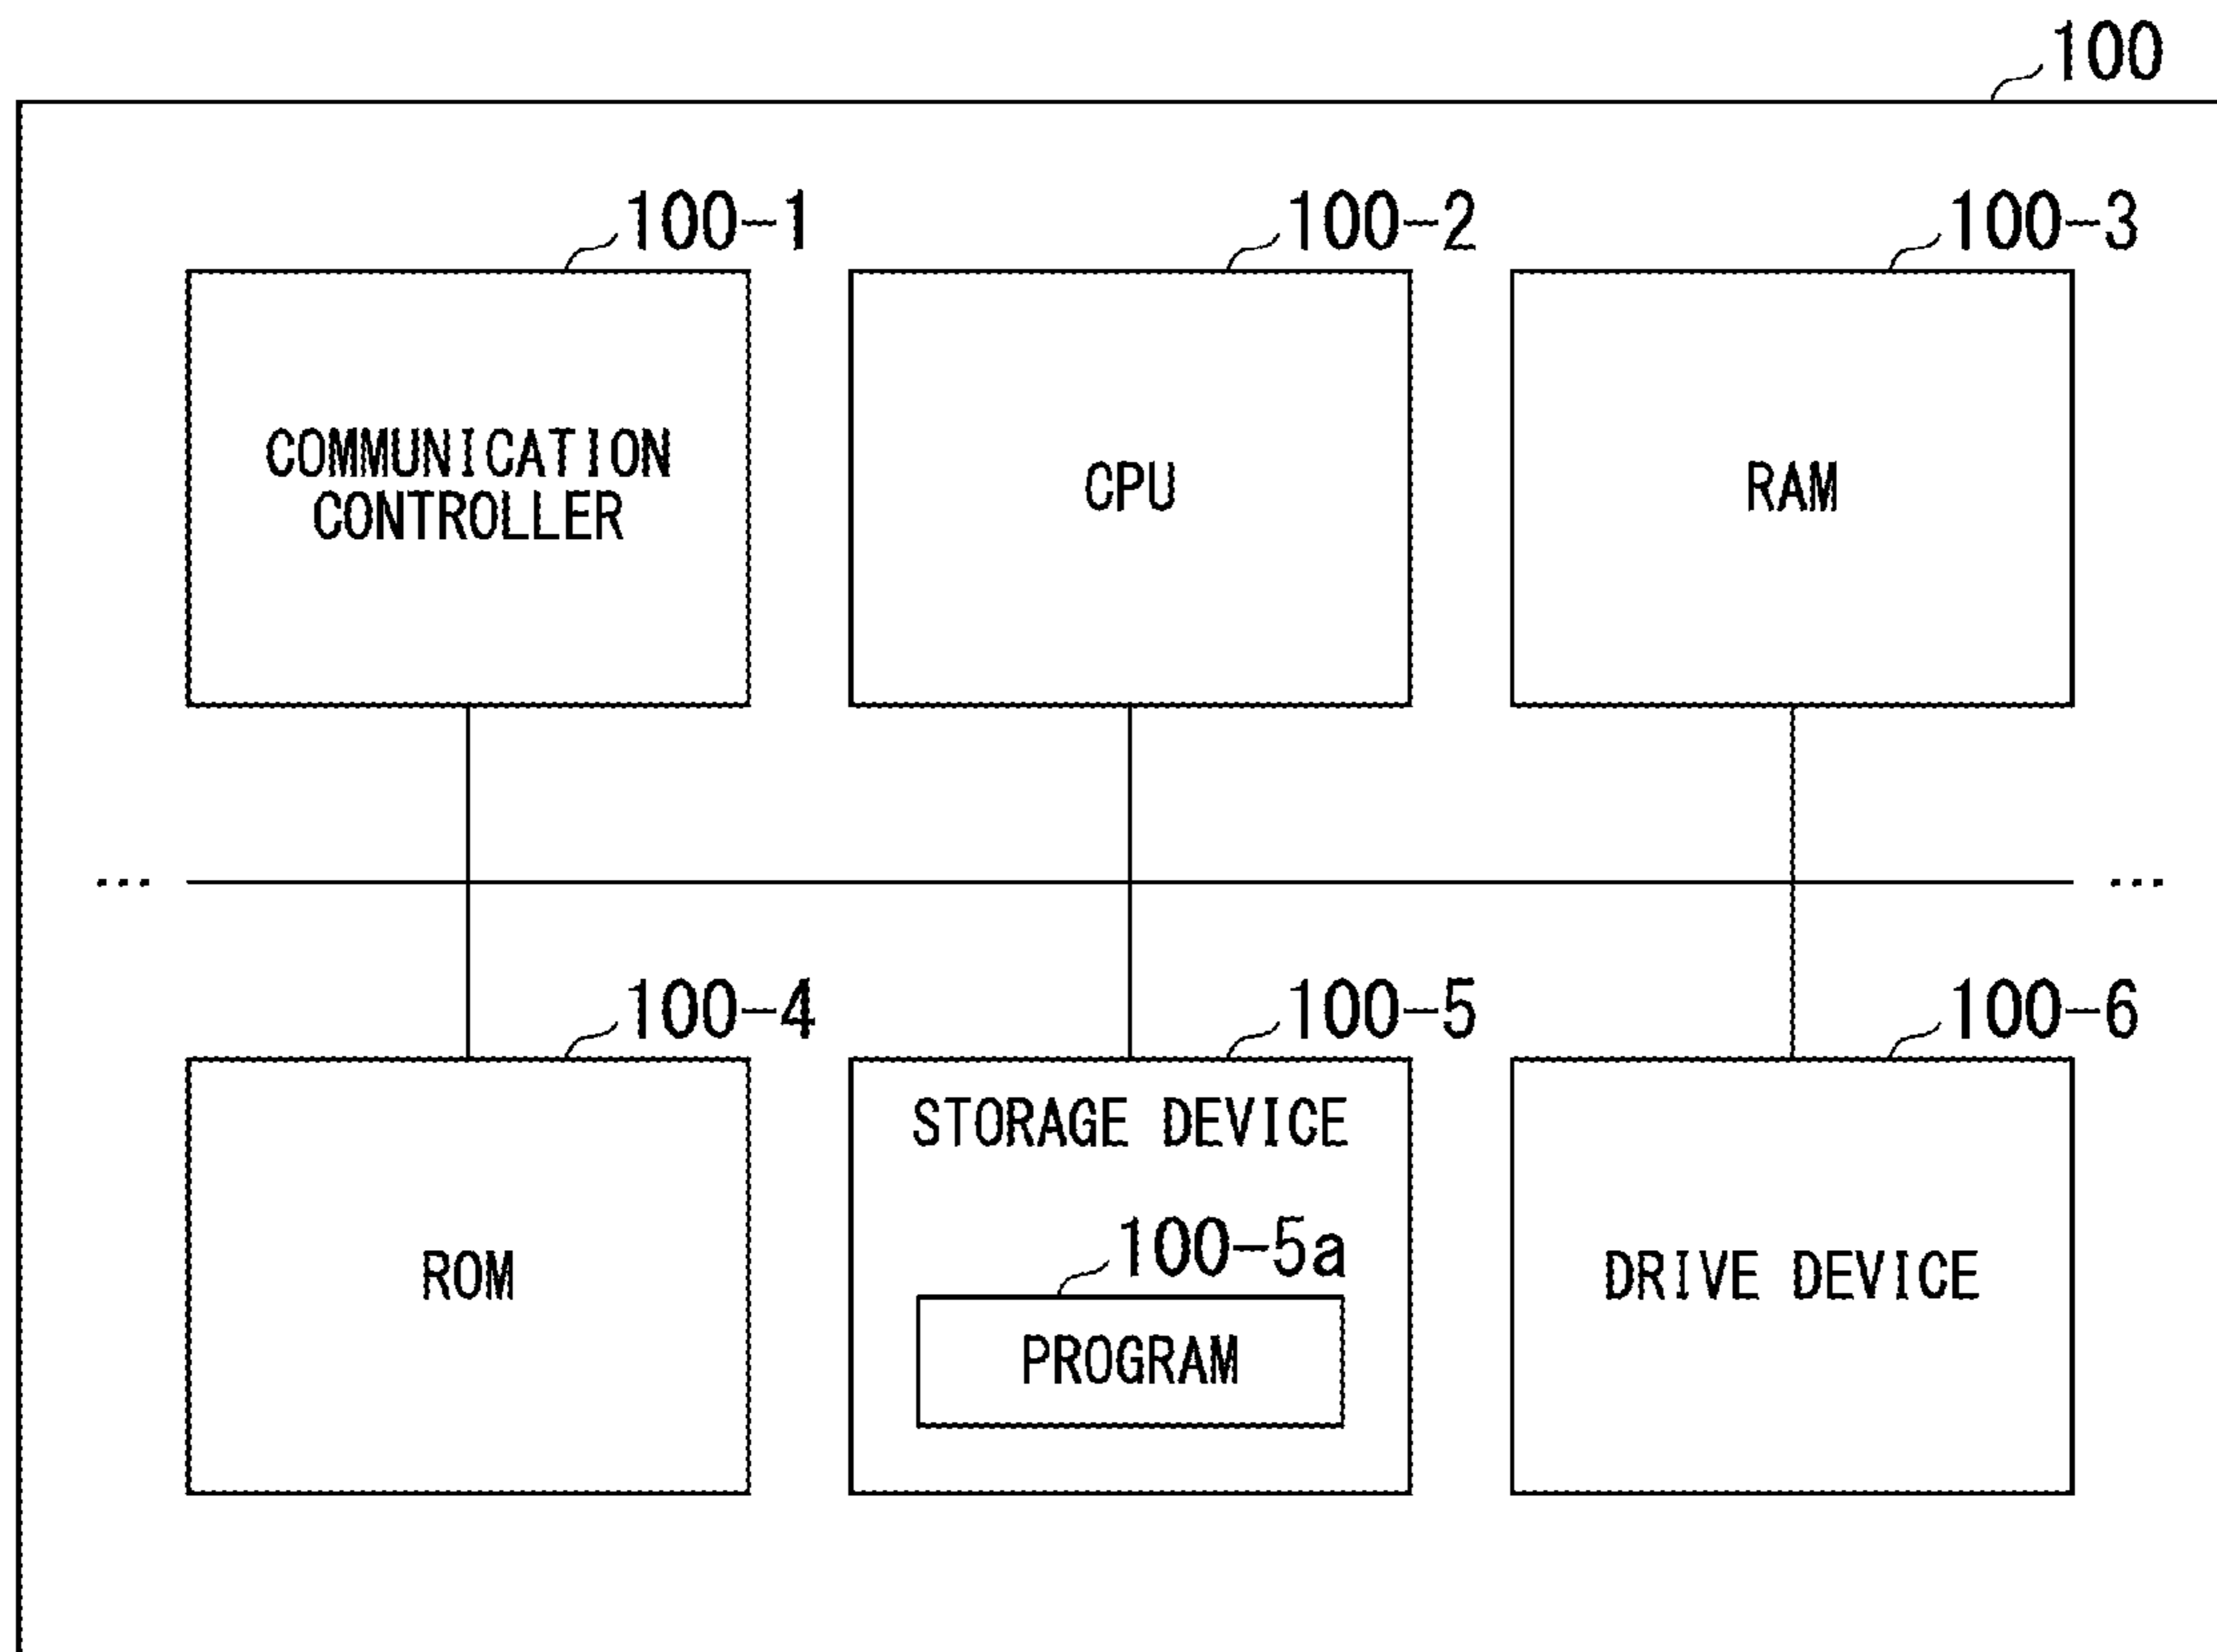 100
100-1
100-2
100-3
COMMUNICATION
CONTROLLER
CPU
RAM
...
...
100-4
100-5
100-6
ROM
STORAGE DEVICE
100-5a
PROGRAM
DRIVE DEVICE